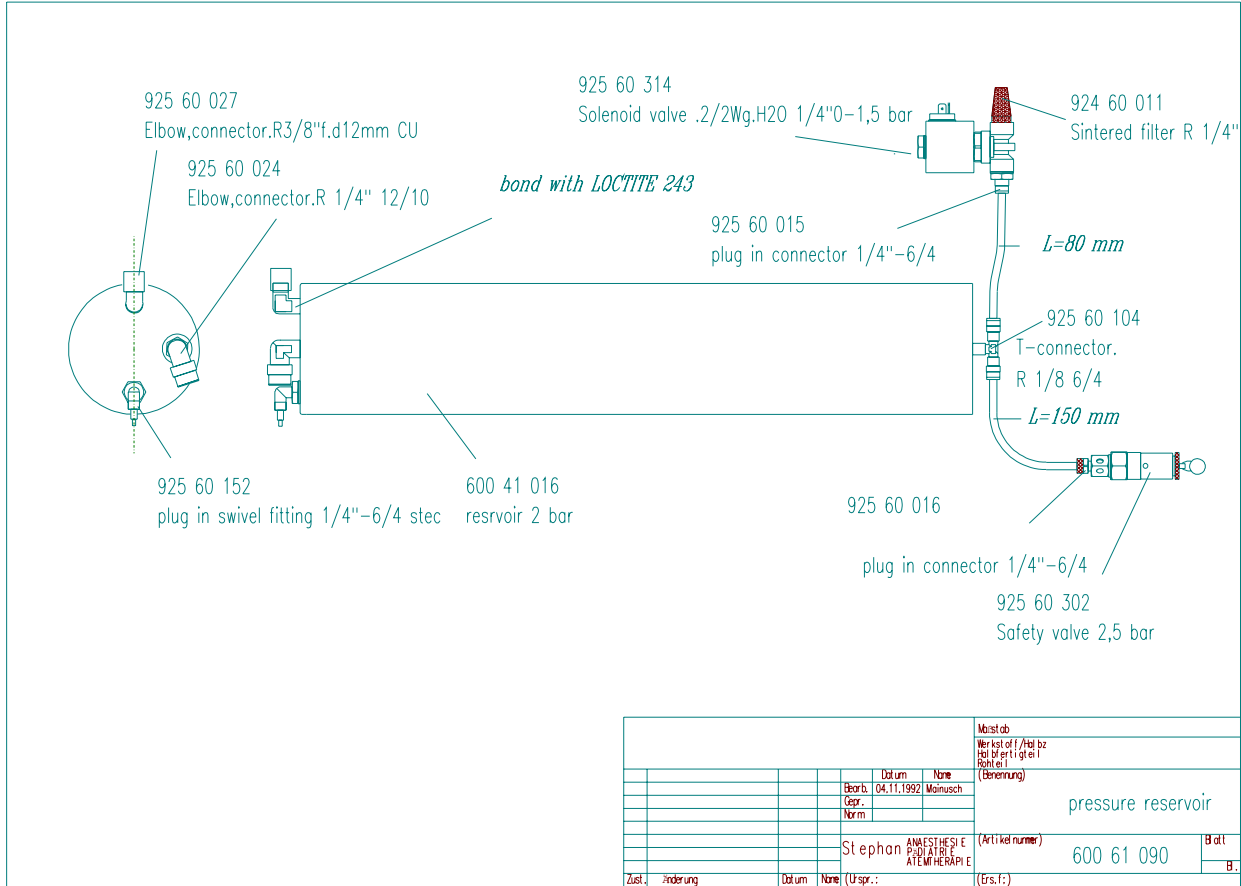 925 60 027
Elbow,connector.R3/8"f.d12mm CU
925 60 024
Elbow,connector.R 1/4" 12/10
bond with LOCTITE 243
925 60 314
Solenoid valve .2/2Wg.H2O 1/4"0-1,5 bar
924 60 011
Sintered filter R 1/4"
925 60 015
plug in connector 1/4"-6/4
L=80 mm
925 60 104
T-connector.
R 1/8 6/4
L=150 mm
925 60 152
plug in swivel fitting 1/4"-6/4 stec
600 41 016
resrvoir 2 bar
925 60 016
plug in connector 1/4"-6/4
925 60 302
Safety valve 2,5 bar
Werkstoff/Halbz
Halbfertigteil
Rohteil
Datum Name
(Benennung)
Bearb. 04.11.1992 Mainusch
Gepr.
Norm
pressure reservoir
Stephan
ANAESTHESIE
ATEMTHERAPIE
(Artikelnummer)
600 61 090
Blatt
Bl.
Zust. Datum Name (Urspr.:
(Ers.f:)